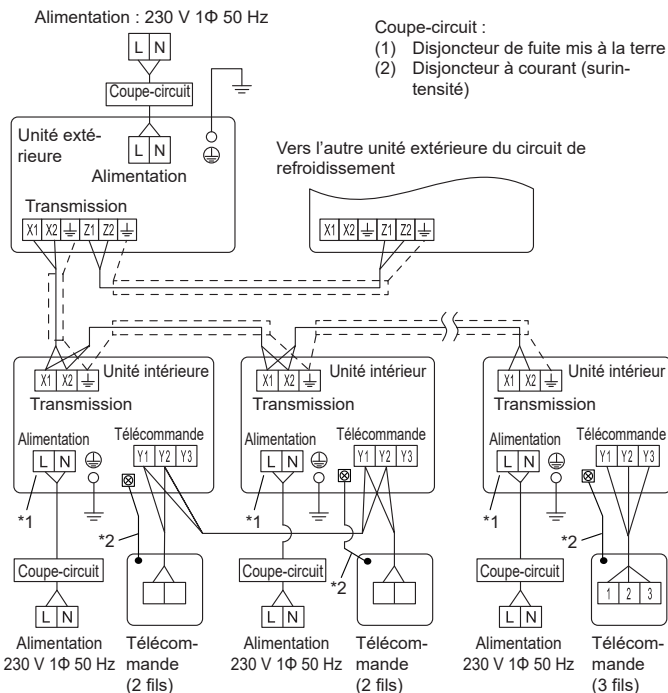 Alimentation : 230 V 1Φ 50 Hz
L N
Coupe-circuit
Coupe-circuit :
(1) Disjoncteur de fuite mis à la terre
(2) Disjoncteur à courant (surin-
tensité)
Unité exté-
rieure
L N
Alimentation
Transmission
X1 X2 Z1 Z2
Vers l'autre unité extérieure du circuit de
refroidissement
X1 X2 Z1 Z2
X1 X2
Unité intérieure
Transmission
Alimentation
L N
Télécommande
Y1 Y2 Y3
*1
*2
Coupe-circuit
L N
Alimentation
230 V 1Φ 50 Hz
Télécom-
mande
(2 fils)
X1 X2
Unité intérieur
Transmission
Alimentation
L N
Télécommande
Y1 Y2 Y3
*1
*2
Coupe-circuit
L N
Alimentation
230 V 1Φ 50 Hz
Télécom-
mande
(2 fils)
X1 X2
Unité intérieur
Transmission
Alimentation
L N
Télécommande
Y1 Y2 Y3
*1
*2
Coupe-circuit
1 2 3
L N
Alimentation
230 V 1Φ 50 Hz
Télécom-
mande
(3 fils)